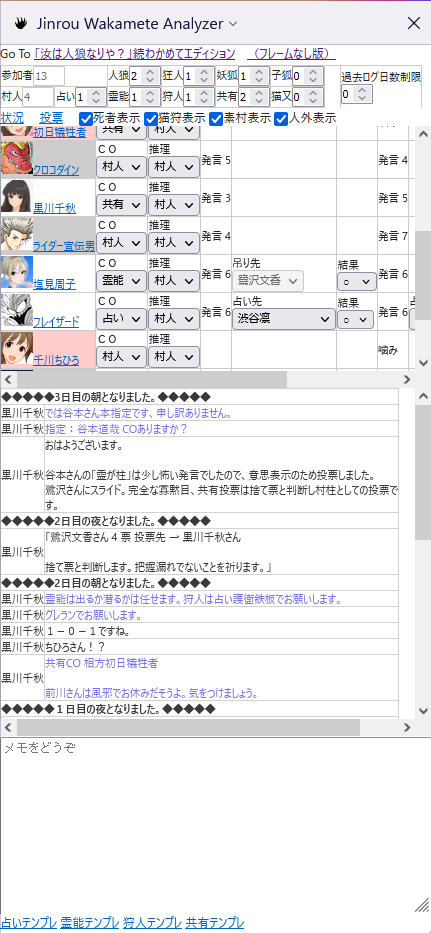 Jinrou Wakamete Analyzer
Go To 「汝は人狼なりや？」続わかめてエディション （フレームなし版）
参加者 13 人狼 2 狂人 1 妖狐 1 子狐 0 過去ログ日数制限
村人 4 占い 1 霊能 1 狩人 1 共有 2 猫又 0 0
状況 投票 死者表示 猫狩表示 素村表示 人外表示
初日犠牲者 共有 村人
クロコダイン CO 村人 推理 村人 発言 5 発言 4
黒川千秋 CO 共有 推理 村人 発言 3 発言 5
ライダー宣伝男 CO 村人 推理 村人 発言 4 発言 7
塩見周子 CO 霊能 推理 村人 発言 6 吊り先 鷺沢文香 結果 ○ 発言 6
フレイザード CO 占い 推理 村人 発言 6 占い先 渋谷凛 結果 ○ 発言 6
千川ちひろ CO 村人 推理 村人 噛み
◆◆◆◆◆3日目の朝となりました。◆◆◆◆◆
黒川千秋 では谷本さん本指定です、申し訳ありません。
黒川千秋 指定：谷本道哉 COありますか？
おはようございます。
黒川千秋 谷本さんの「霊が柱」は少し怖い発言でしたので、意思表示のため投票しました。
鷺沢さんにスライド。完全な寡黙目、共有投票は捨て票と判断し村柱としての投票で
す。
◆◆◆◆◆2日目の夜となりました。◆◆◆◆◆
「鷺沢文香さん 4 票 投票先 → 黒川千秋さん
黒川千秋
捨て票と判断します。把握漏れでないことを祈ります。」
◆◆◆◆◆2日目の朝となりました。◆◆◆◆◆
黒川千秋 霊能は出るか潜るかは任せます。狩人は占い護衛鉄板でお願いします。
黒川千秋 グレランでお願いします。
黒川千秋 １－０－１ですね。
黒川千秋 ちひろさん！？
共有CO 相方初日犠牲者
黒川千秋
前川さんは風邪でお休みだそうよ。気をつけましょう。
◆◆◆◆◆１日目の夜となりました。◆◆◆◆◆
メモをどうぞ
占いテンプレ 霊能テンプレ 狩人テンプレ 共有テンプレ